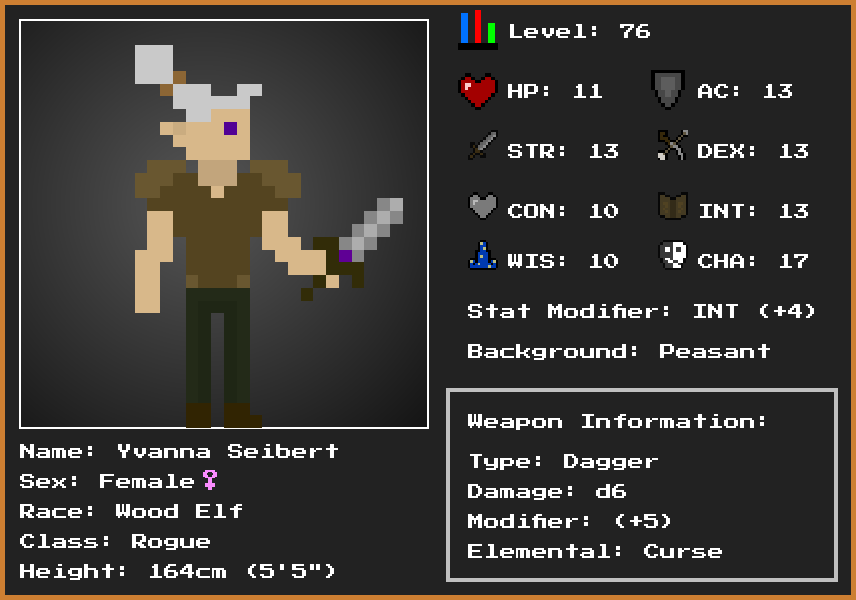 Level: 76
HP: 11
AC: 13
STR: 13
DEX: 13
CON: 10
INT: 13
WIS: 10
CHA: 17
Stat Modifier: INT (+4)
Background: Peasant
Weapon Information:
Type: Dagger
Damage: d6
Modifier: (+5)
Elemental: Curse
Name: Yvanna Seibert
Sex: Female♀
Race: Wood Elf
Class: Rogue
Height: 164cm (5'5")